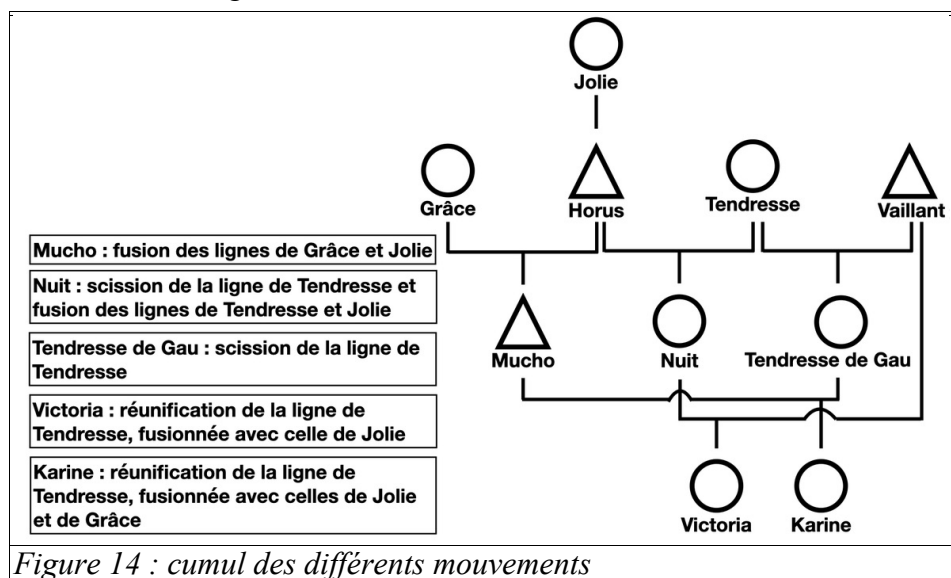 Jolie
Grâce
Horus
Tendresse
Vaillant
Mucho : fusion des lignes de Grâce et Jolie
Nuit : scission de la ligne de Tendresse et
fusion des lignes de Tendresse et Jolie
Tendresse de Gau : scission de la ligne de
Tendresse
Victoria : réunification de la ligne de
Tendresse, fusionnée avec celle de Jolie
Karine : réunification de la ligne de
Tendresse, fusionnée avec celles de Jolie
et de Grâce
Mucho
Nuit
Tendresse de Gau
Victoria
Karine
Figure 14 : cumul des différents mouvements